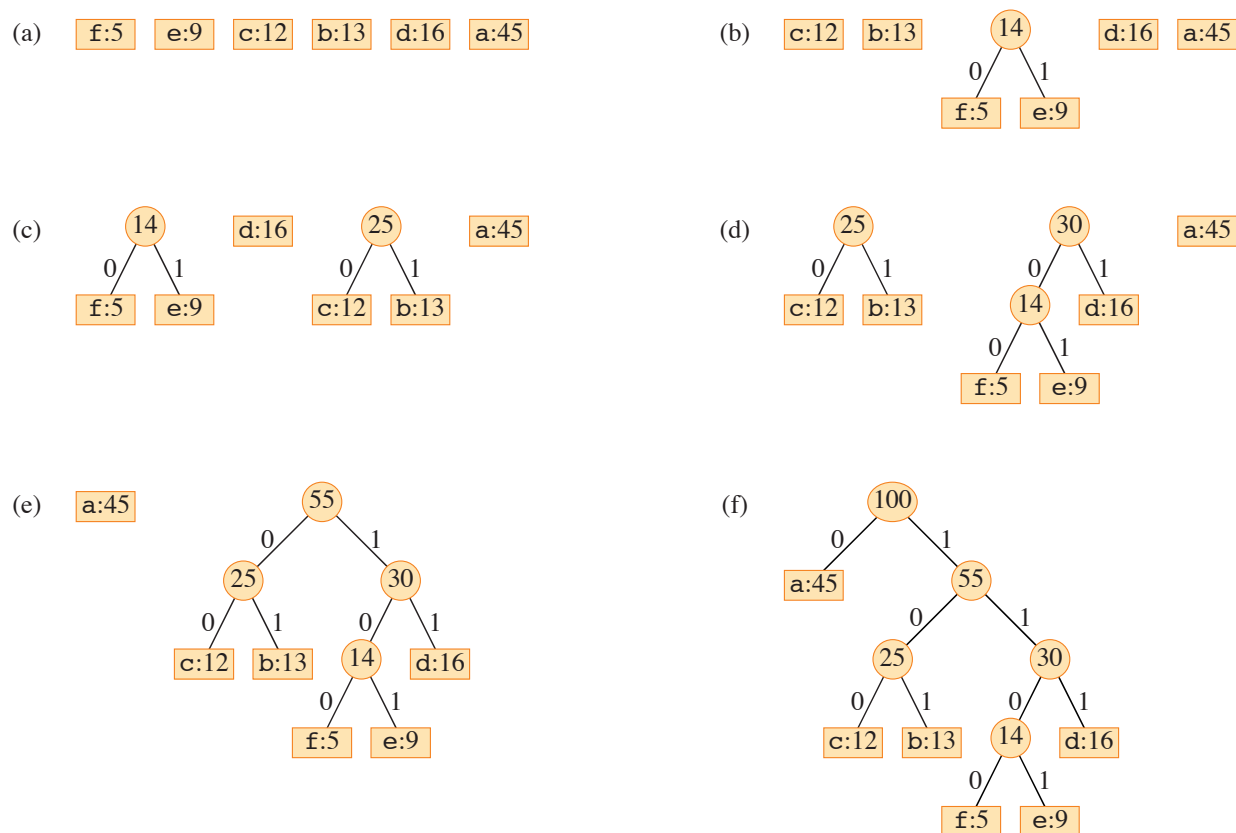 (a) f:5 e:9 c:12 b:13 d:16 a:45
(b) c:12 b:13 14 d:16 a:45
0 1
f:5 e:9
(c) 14 d:16 25 a:45
0 1 0 1
f:5 e:9 c:12 b:13
(d) 25 30 a:45
0 1 0 1
c:12 b:13 14 d:16
0 1
f:5 e:9
(e) a:45 55
0 1
25 30
0 1 0 1
c:12 b:13 14 d:16
0 1
f:5 e:9
(f) 100
0 1
a:45 55
0 1
25 30
0 1 0 1
c:12 b:13 14 d:16
0 1
f:5 e:9